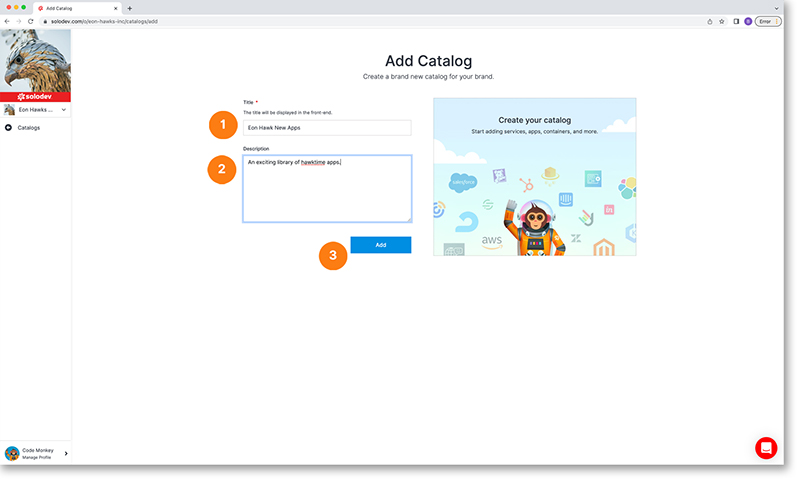 Add Catalog
solodev.com/o/eon-hawks-inc/catalogs/add
Error
solodev
Eon Hawks ...
Catalogs
Add Catalog
Create a brand new catalog for your brand.
Title *
The title will be displayed in the front-end.
1
Eon Hawk New Apps
Description
2
An exciting library of hawktime apps.
3
Add
Create your catalog
Start adding services, apps, containers, and more.
salesforce
aws
in
Code Monkey
Manage Profile